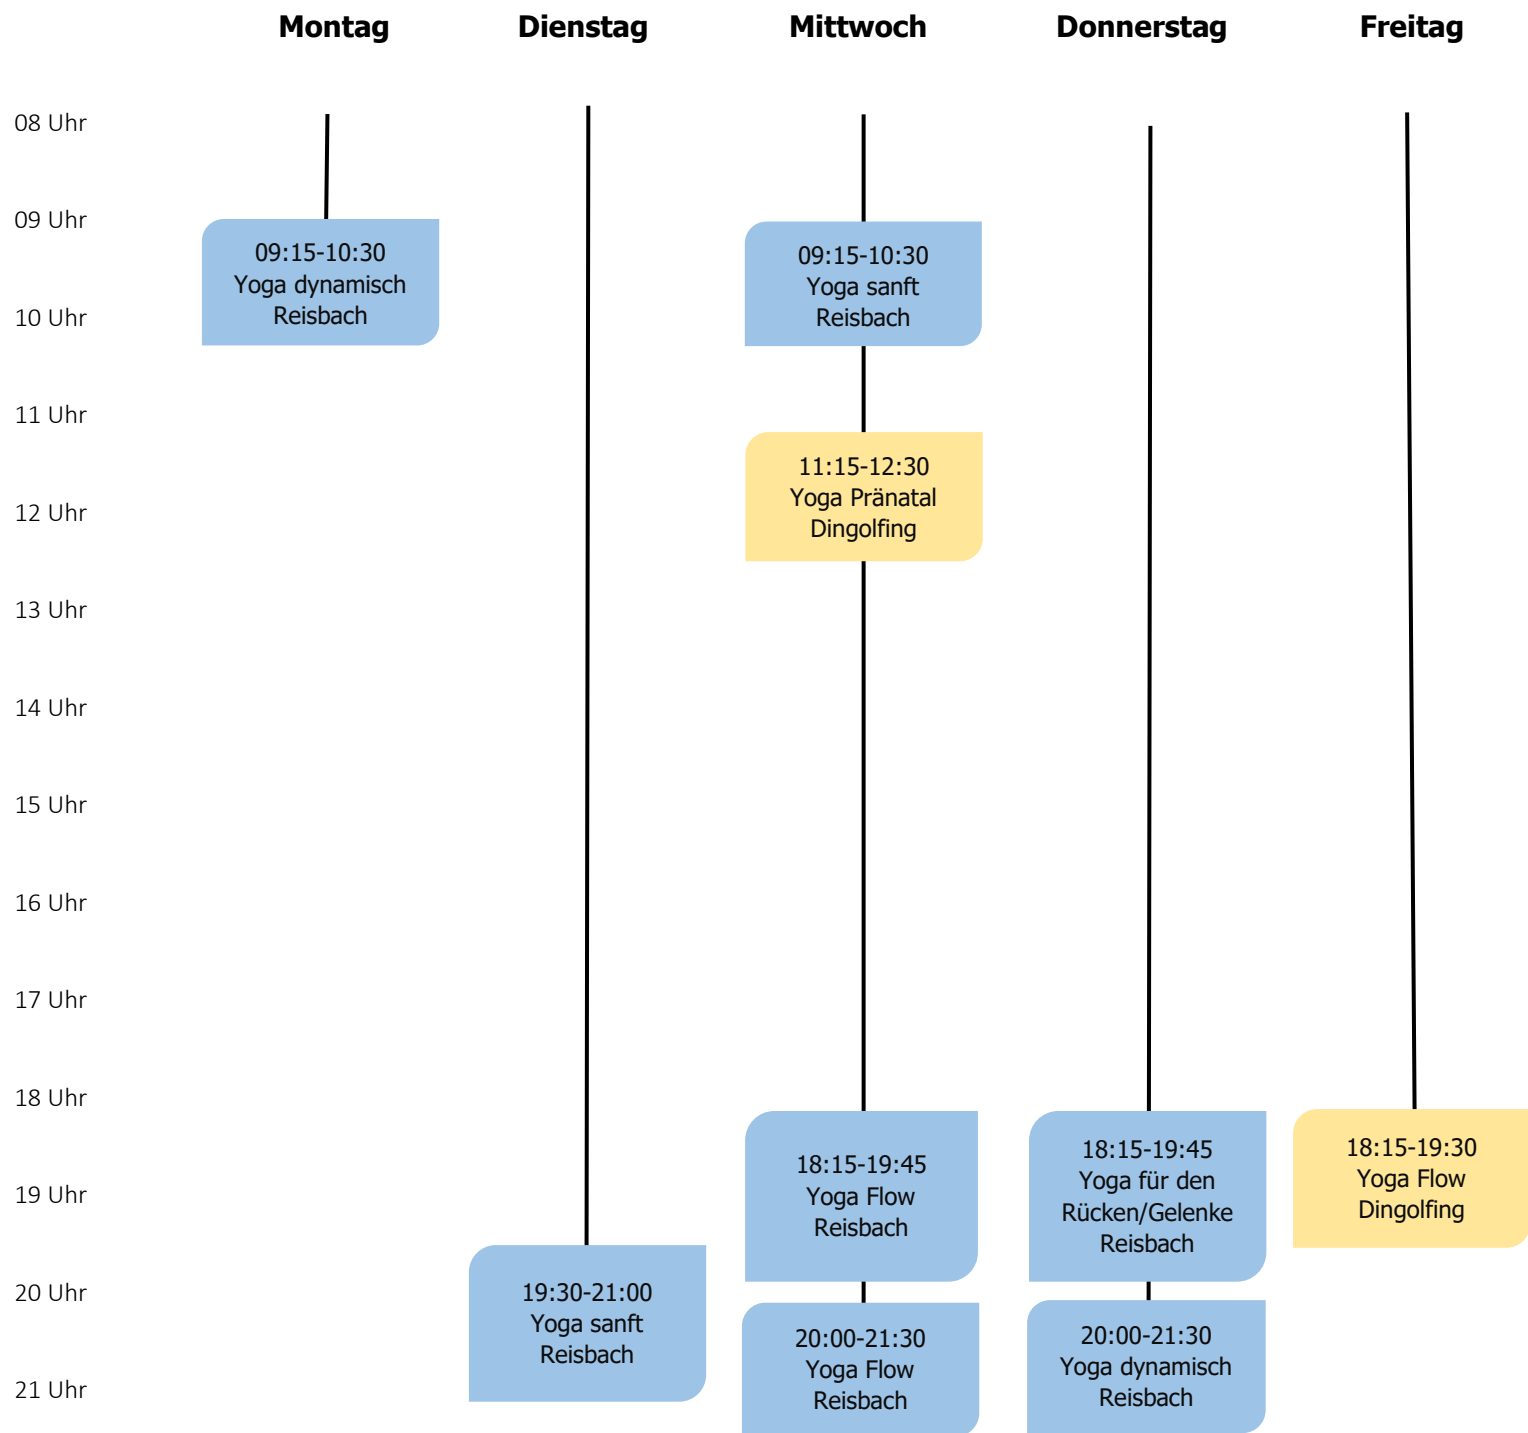 Montag Dienstag Mittwoch Donnerstag Freitag
08 Uhr
09 Uhr
09:15-10:30
Yoga dynamisch
Reisbach
09:15-10:30
Yoga sanft
Reisbach
10 Uhr
11 Uhr
11:15-12:30
Yoga Pränatal
Dingolfing
12 Uhr
13 Uhr
14 Uhr
15 Uhr
16 Uhr
17 Uhr
18 Uhr
18:15-19:45
Yoga Flow
Reisbach
18:15-19:45
Yoga für den
Rücken/Gelenke
Reisbach
18:15-19:30
Yoga Flow
Dingolfing
19 Uhr
19:30-21:00
Yoga sanft
Reisbach
20 Uhr
20:00-21:30
Yoga Flow
Reisbach
20:00-21:30
Yoga dynamisch
Reisbach
21 Uhr